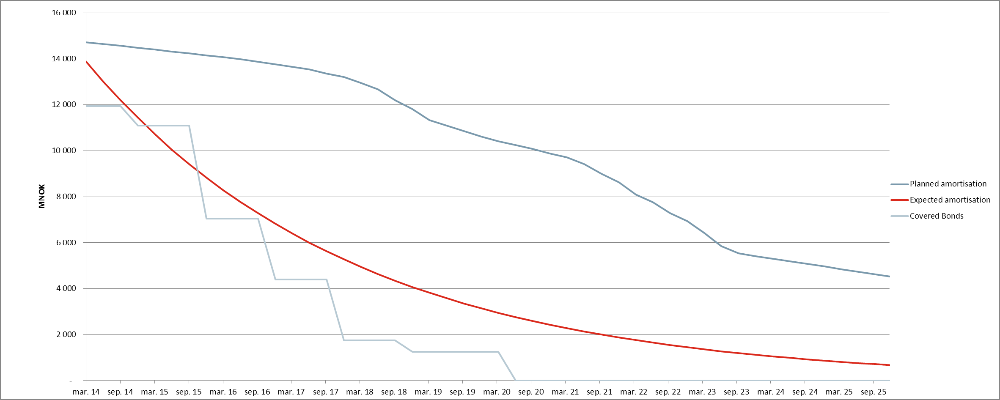 16 000
14 000
12 000
10 000
8 000
6 000
4 000
2 000
-
MNOK
mar. 14 sep. 14 mar. 15 sep. 15 mar. 16 sep. 16 mar. 17 sep. 17 mar. 18 sep. 18 mar. 19 sep. 19 mar. 20 sep. 20 mar. 21 sep. 21 mar. 22 sep. 22 mar. 23 sep. 23 mar. 24 sep. 24 mar. 25 sep. 25
Planned amortisation
Expected amortisation
Covered Bonds